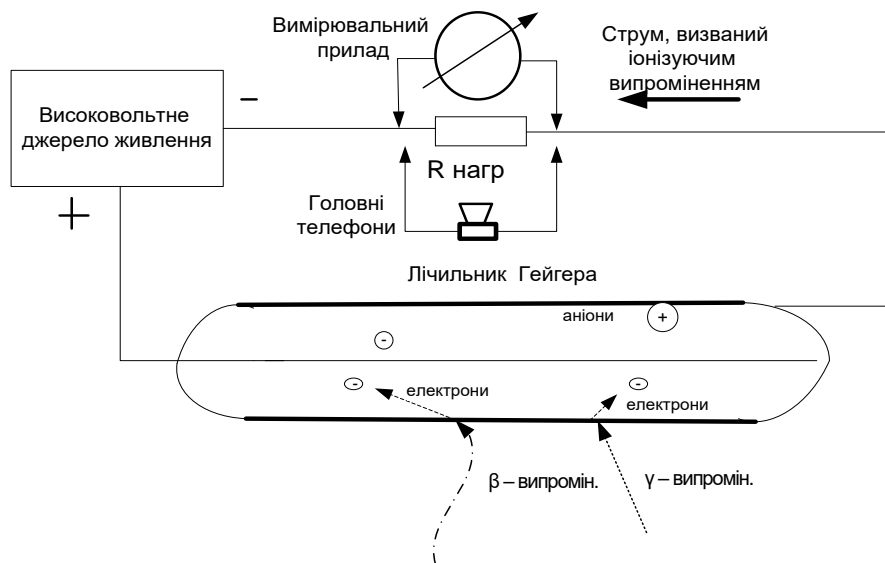 Вимірювальний
прилад
Струм, визваний
іонізуючим
випроміненням
Високовольтне
джерело живлення
–
+
R нагр
Головні
телефони
Лічильник Гейгера
аніони
+
-
-
-
електрони
електрони
β – випромін.
γ – випромін.